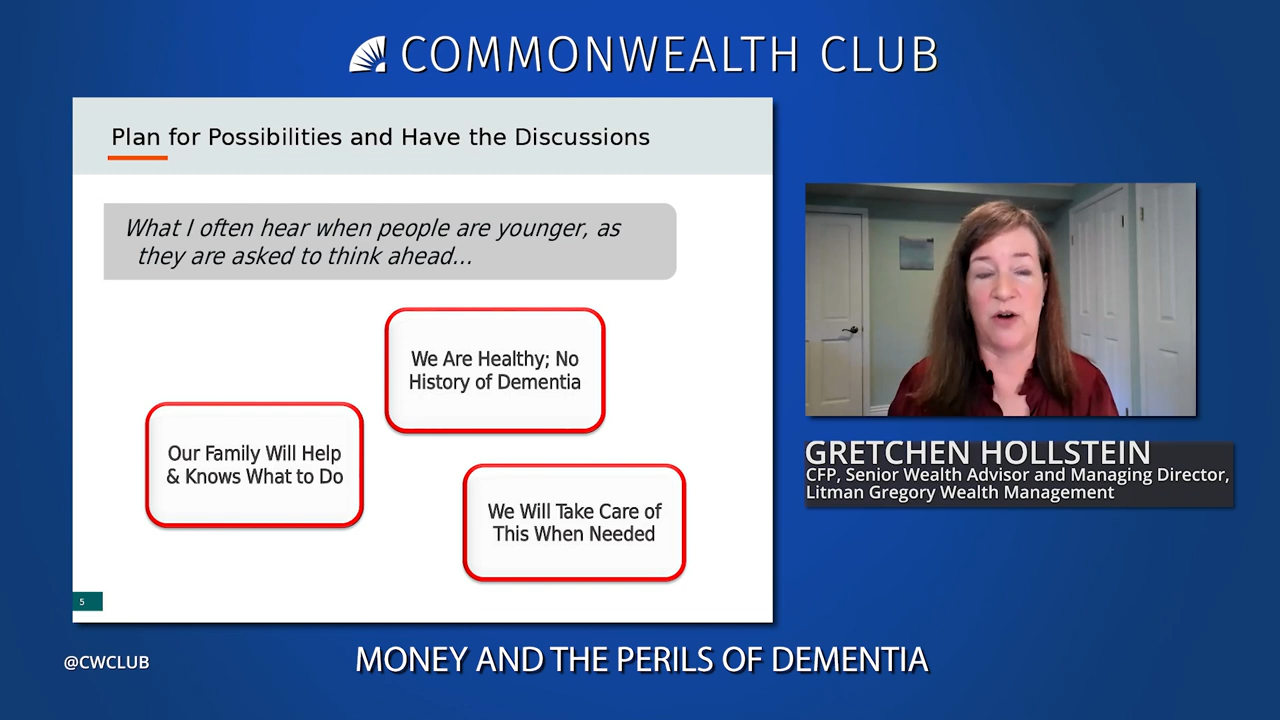 COMMONWEALTH CLUB
Plan for Possibilities and Have the Discussions
What I often hear when people are younger, as
they are asked to think ahead...
We Are Healthy; No
History of Dementia
Our Family Will Help
& Knows What to Do
We Will Take Care of
This When Needed
5
GRETCHEN HOLLSTEIN
CFP, Senior Wealth Advisor and Managing Director,
Litman Gregory Wealth Management
@CWCLUB
MONEY AND THE PERILS OF DEMENTIA